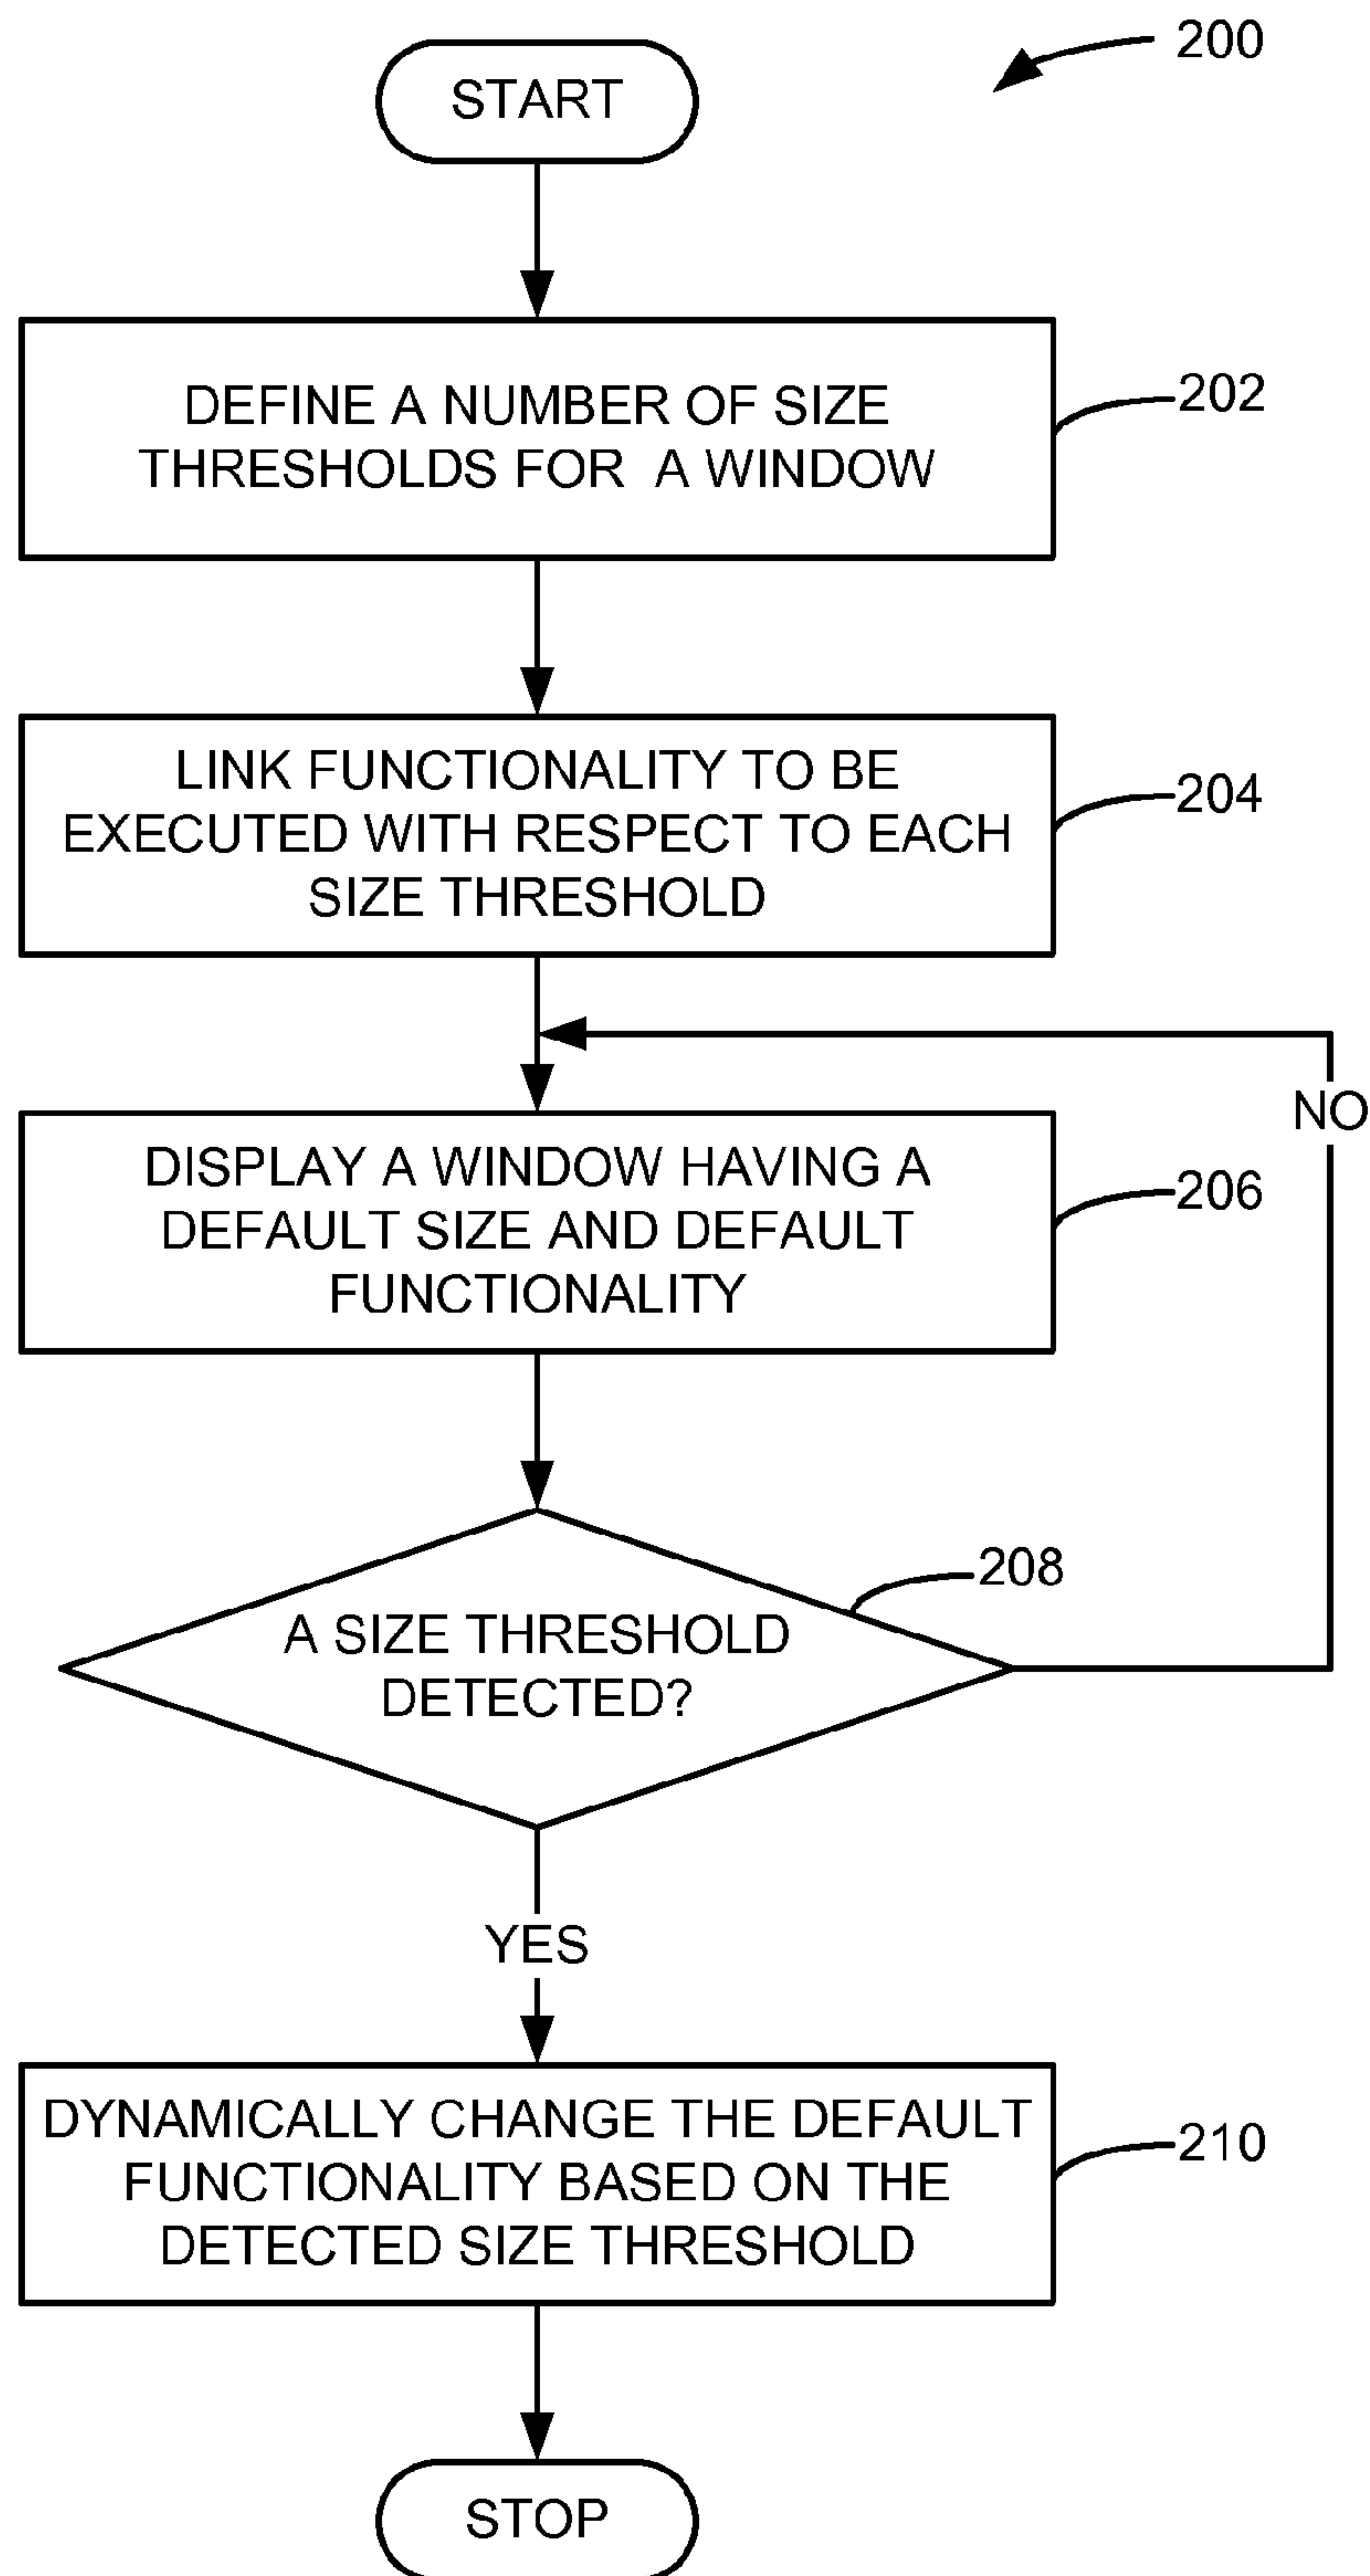 200
START
DEFINE A NUMBER OF SIZE
THRESHOLDS FOR A WINDOW
202
LINK FUNCTIONALITY TO BE
EXECUTED WITH RESPECT TO EACH
SIZE THRESHOLD
204
NO
DISPLAY A WINDOW HAVING A
DEFAULT SIZE AND DEFAULT
FUNCTIONALITY
206
A SIZE THRESHOLD
DETECTED?
208
YES
DYNAMICALLY CHANGE THE DEFAULT
FUNCTIONALITY BASED ON THE
DETECTED SIZE THRESHOLD
210
STOP